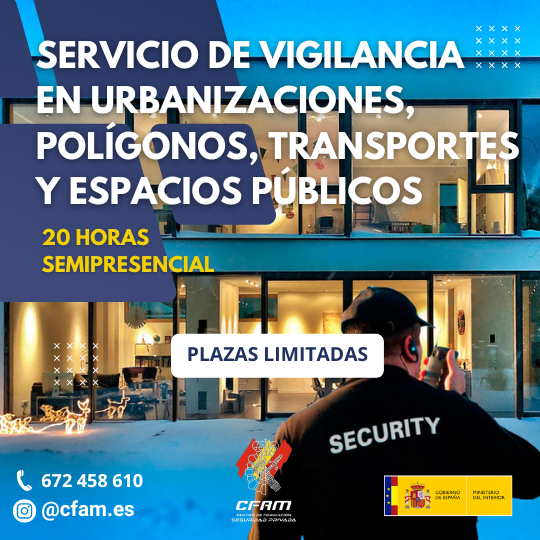 SERVICIO DE VIGILANCIA
EN URBANIZACIONES,
POLÍGONOS, TRANSPORTES
Y ESPACIOS PÚBLICOS
20 HORAS
SEMIPRESENCIAL
PLAZAS LIMITADAS
SECURITY
672 458 610
@cfam.es
CFAM
CENTRO DE FORMACIÓN
SEGURIDAD PRIVADA
GOBIERNO
DE ESPAÑA
MINISTERIO
DEL INTERIOR